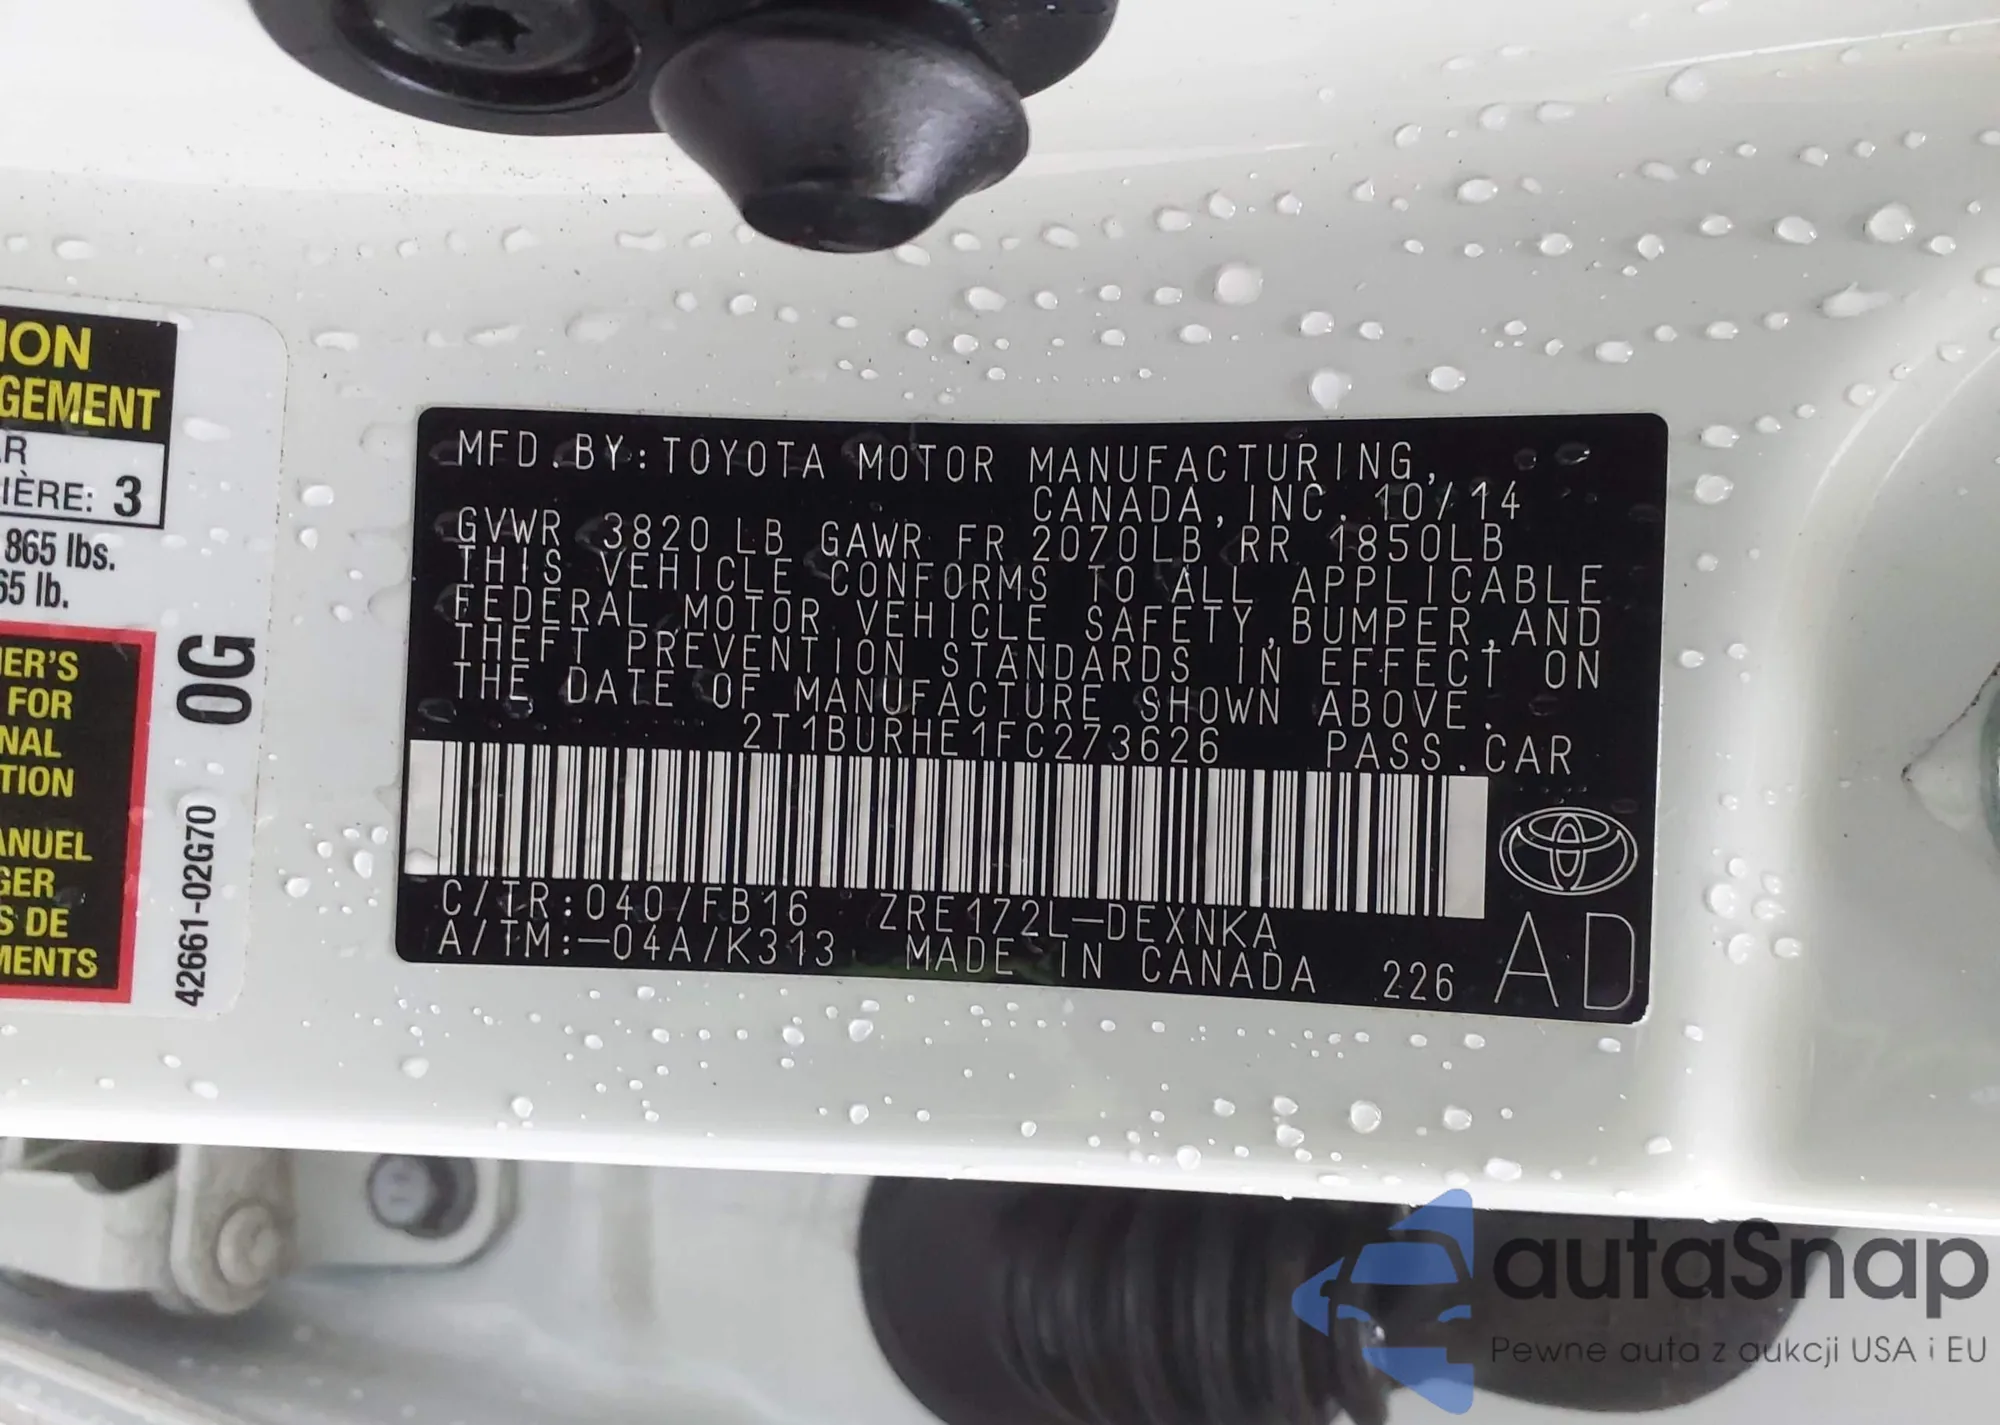 MFD.BY:TOYOTA MOTOR MANUFACTURING,
CANADA,INC. 10/14
GVWR 3820 LB GAWR FR 2070LB RR 1850LB
THIS VEHICLE CONFORMS TO ALL APPLICABLE
FEDERAL MOTOR VEHICLE SAFETY,BUMPER,AND
THEFT PREVENTION STANDARDS IN EFFECT ON
THE DATE OF MANUFACTURE SHOWN ABOVE.
2T1BURHE1FC273626 PASS.CAR
C/TR:040/FB16 ZRE172L-DEXNKA
A/TM:-04A/K313 MADE IN CANADA 226 AD
ION
GEMENT
AR
IÈRE: 3
865 lbs.
65 lb.
NER'S
FOR
NAL
TION
ANUEL
GER
S DE
MENTS
0G
42661-02G70
autaSnap
Pewne auta z aukcji USA i EU